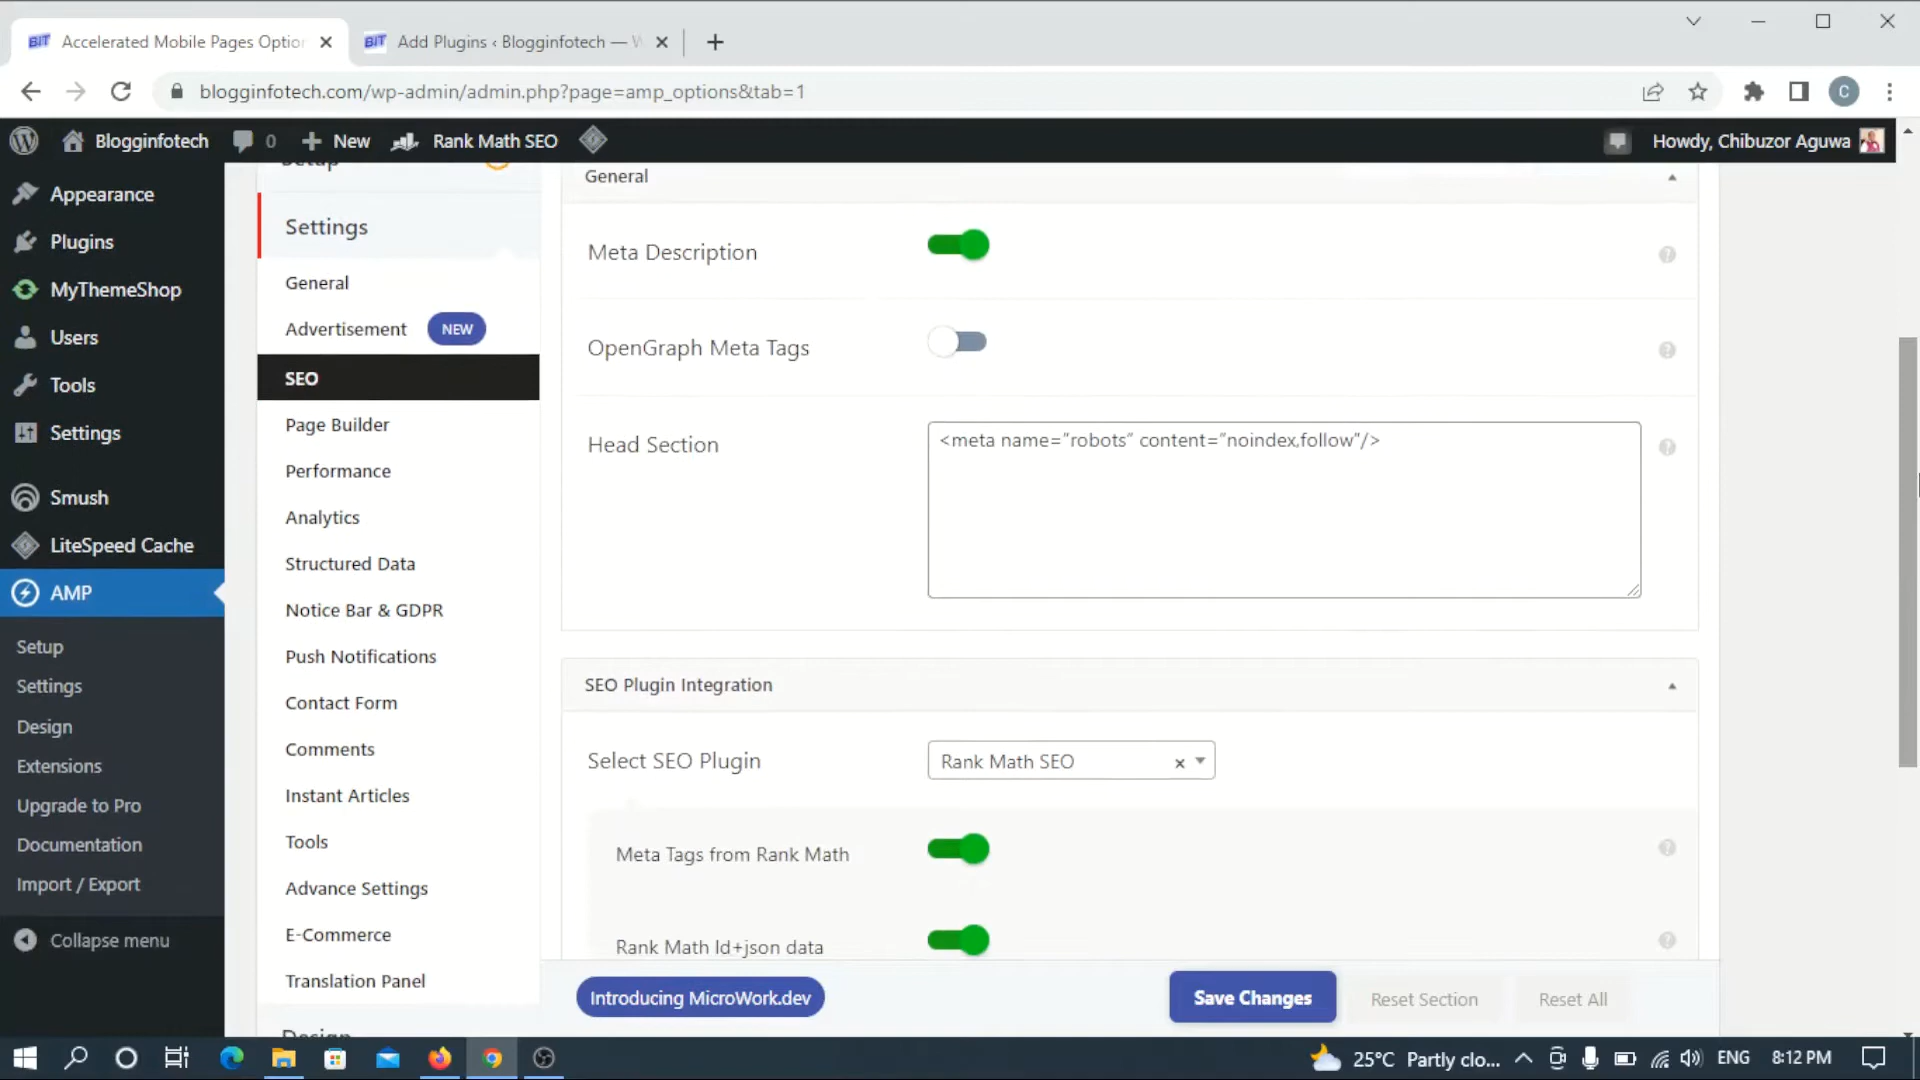 Accelerated Mobile Pages Optio
Add Plugins ‹ Blogginfotech —
blogginfotech.com/wp-admin/admin.php?page=amp_options&tab=1
C
Blogginfotech
0
New
Rank Math SEO
Howdy, Chibuzor Aguwa
Appearance
Plugins
MyThemeShop
Users
Tools
Settings
Smush
LiteSpeed Cache
AMP
Setup
Settings
Design
Extensions
Upgrade to Pro
Documentation
Import / Export
Collapse menu
Setup
Settings
General
Advertisement NEW
SEO
Page Builder
Performance
Analytics
Structured Data
Notice Bar & GDPR
Push Notifications
Contact Form
Comments
Instant Articles
Tools
Advance Settings
E-Commerce
Translation Panel
Design
General
Meta Description
OpenGraph Meta Tags
Head Section
<meta name=”robots” content=”noindex,follow”/>
SEO Plugin Integration
Select SEO Plugin
Rank Math SEO
Meta Tags from Rank Math
Rank Math ld+json data
Introducing MicroWork.dev
Save Changes
Reset Section
Reset All
25°C Partly clo...
ENG
8:12 PM